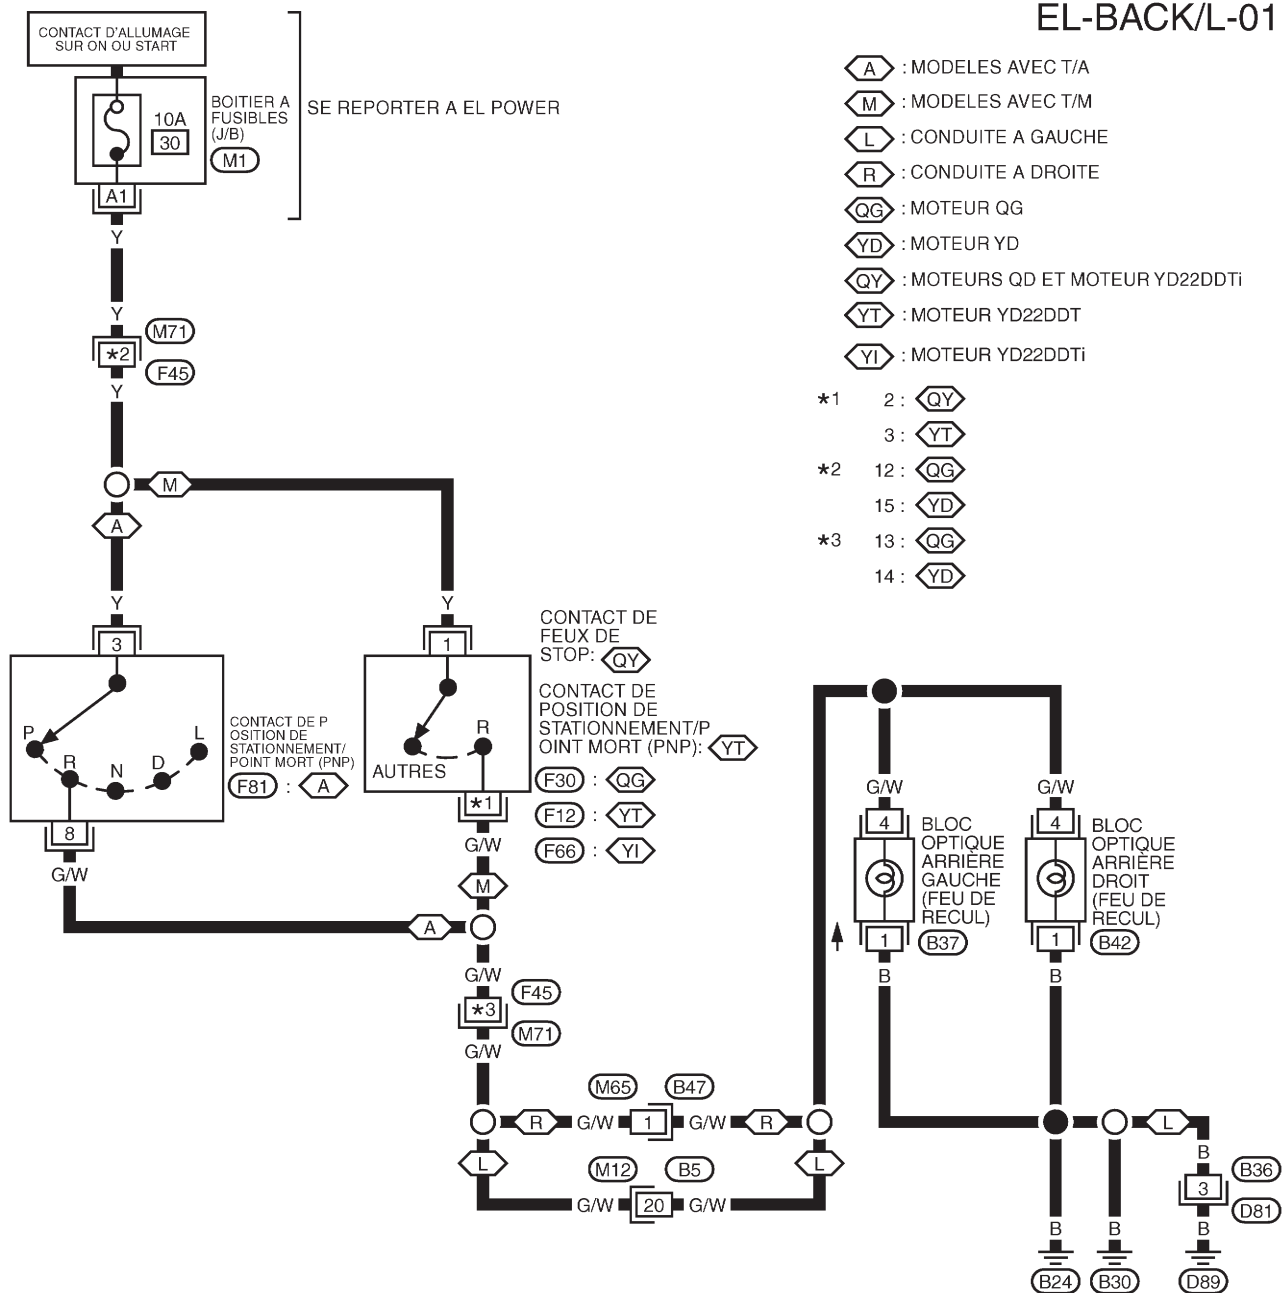 EL-BACK/L-01
CONTACT D'ALLUMAGE
SUR ON OU START
10A
30
BOITIER A
FUSIBLES
(J/B)
M1
SE REPORTER A EL POWER
A1
Y
Y
M71
*2
F45
Y
A : MODELES AVEC T/A
M : MODELES AVEC T/M
L : CONDUITE A GAUCHE
R : CONDUITE A DROITE
QG : MOTEUR QG
YD : MOTEUR YD
QY : MOTEURS QD ET MOTEUR YD22DDTi
YT : MOTEUR YD22DDT
YI : MOTEUR YD22DDTi
*1 2 : QY
3 : YT
*2 12 : QG
15 : YD
*3 13 : QG
14 : YD
M
A
Y
Y
3
1
P
R
N
D
L
8
G/W
CONTACT DE P
OSITION DE
STATIONNEMENT/
POINT MORT (PNP)
F81 : A
AUTRES
R
*1
G/W
M
A
CONTACT DE
FEUX DE
STOP: QY
CONTACT DE
POSITION DE
STATIONNEMENT/P
OINT MORT (PNP): YT
F30 : QG
F12 : YT
F66 : YI
G/W
*3
F45
M71
G/W
R
G/W
M65
B47
1
G/W
R
L
G/W
M12
B5
20
G/W
L
G/W
4
BLOC
OPTIQUE
ARRIÈRE
GAUCHE
(FEU DE
RECUL)
1
B37
B
G/W
4
BLOC
OPTIQUE
ARRIÈRE
DROIT
(FEU DE
RECUL)
1
B42
B
L
B
3
B36
D81
B
B
B
B24
B30
D89